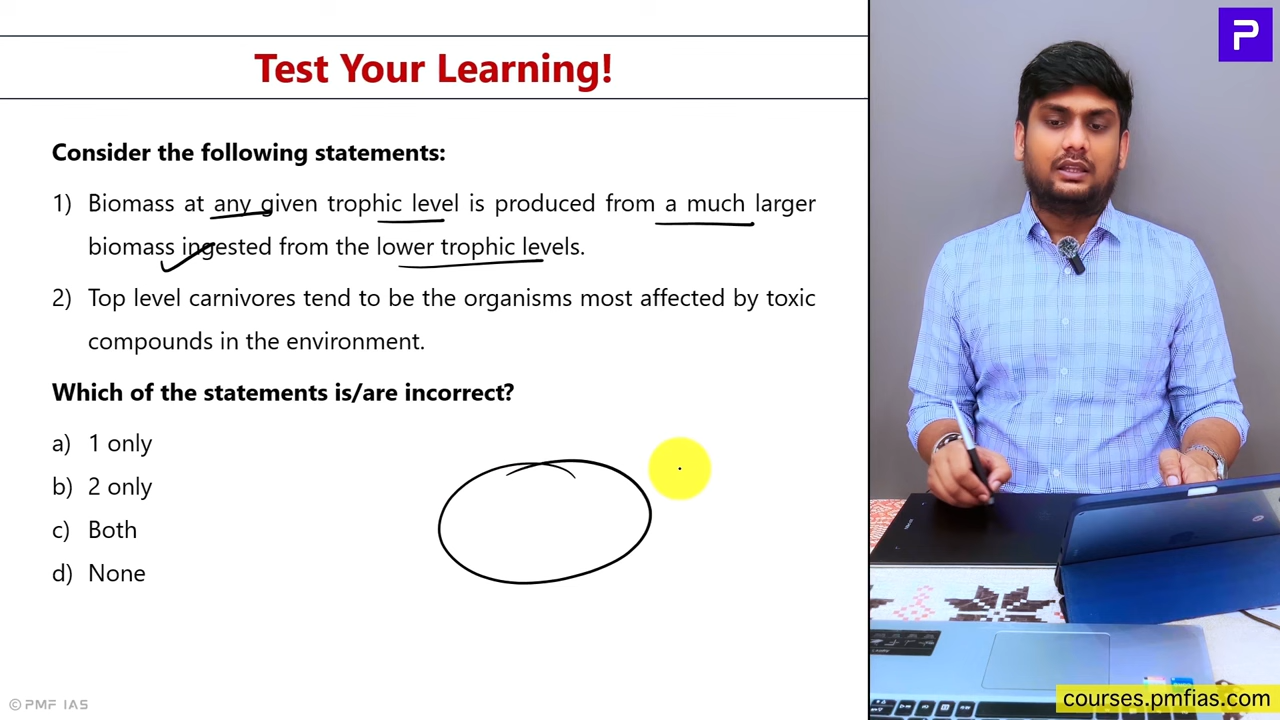 Test Your Learning!
Consider the following statements:
1) Biomass at any given trophic level is produced from a much larger
biomass ingested from the lower trophic levels.
2) Top level carnivores tend to be the organisms most affected by toxic
compounds in the environment.
Which of the statements is/are incorrect?
a) 1 only
b) 2 only
c) Both
d) None
© PMF IAS
P
courses.pmfias.com